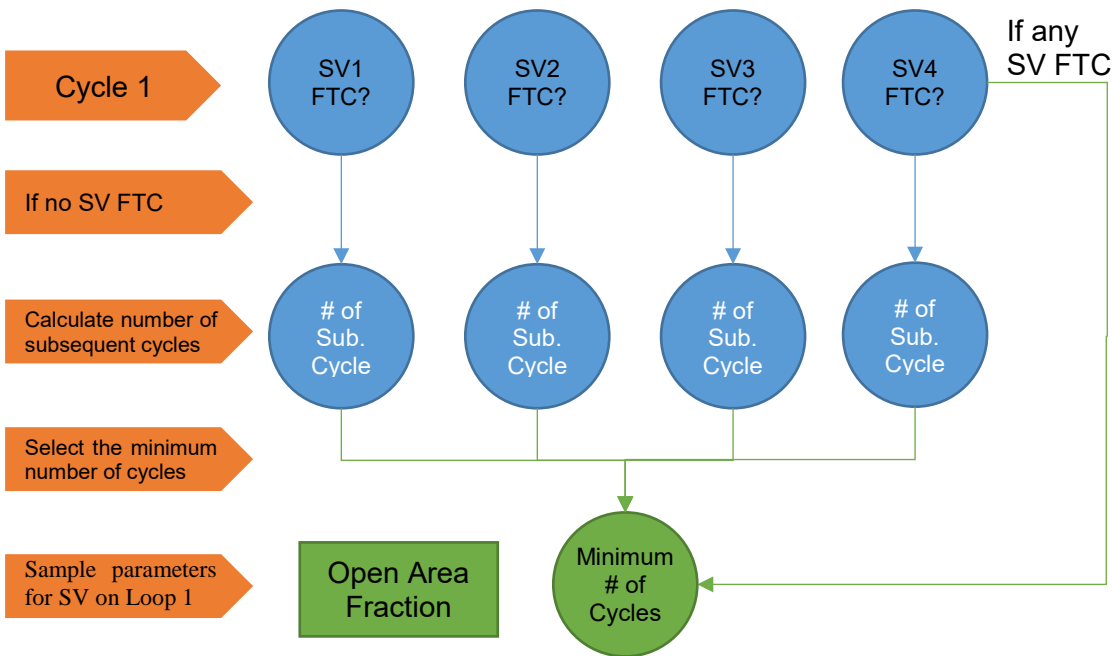 Cycle 1
SV1
FTC?
SV2
FTC?
SV3
FTC?
SV4
FTC?
If any
SV FTC
If no SV FTC
Calculate number of
subsequent cycles
# of
Sub.
Cycle
# of
Sub.
Cycle
# of
Sub.
Cycle
# of
Sub.
Cycle
Select the minimum
number of cycles
Sample parameters
for SV on Loop 1
Open Area
Fraction
Minimum
# of
Cycles